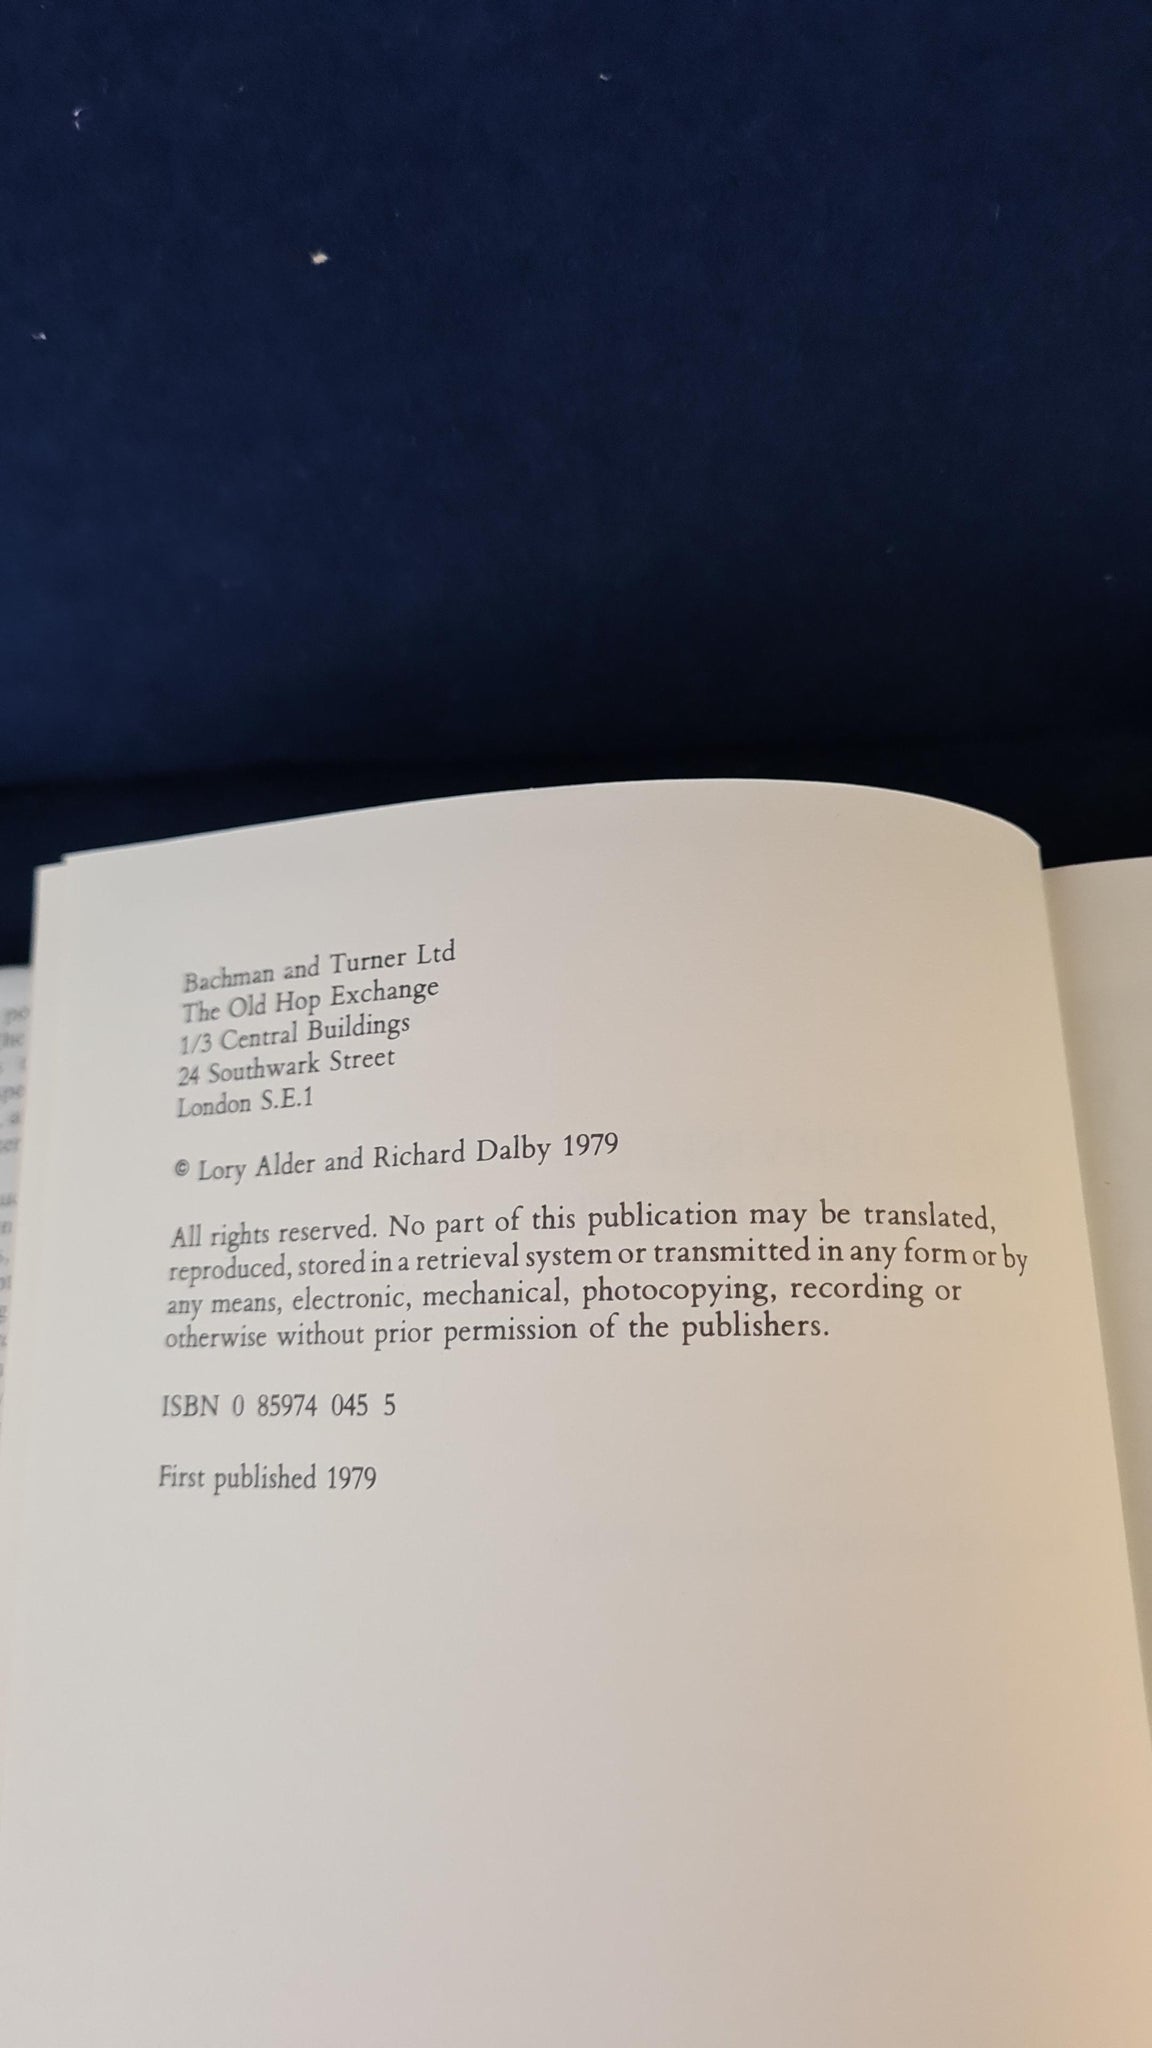 Bachman and Turner Ltd
The Old Hop Exchange
1/3 Central Buildings
24 Southwark Street
London S.E.1
© Lory Alder and Richard Dalby 1979
All rights reserved. No part of this publication may be translated,
reproduced, stored in a retrieval system or transmitted in any form or by
any means, electronic, mechanical, photocopying, recording or
otherwise without prior permission of the publishers.
ISBN 0 85974 045 5
First published 1979